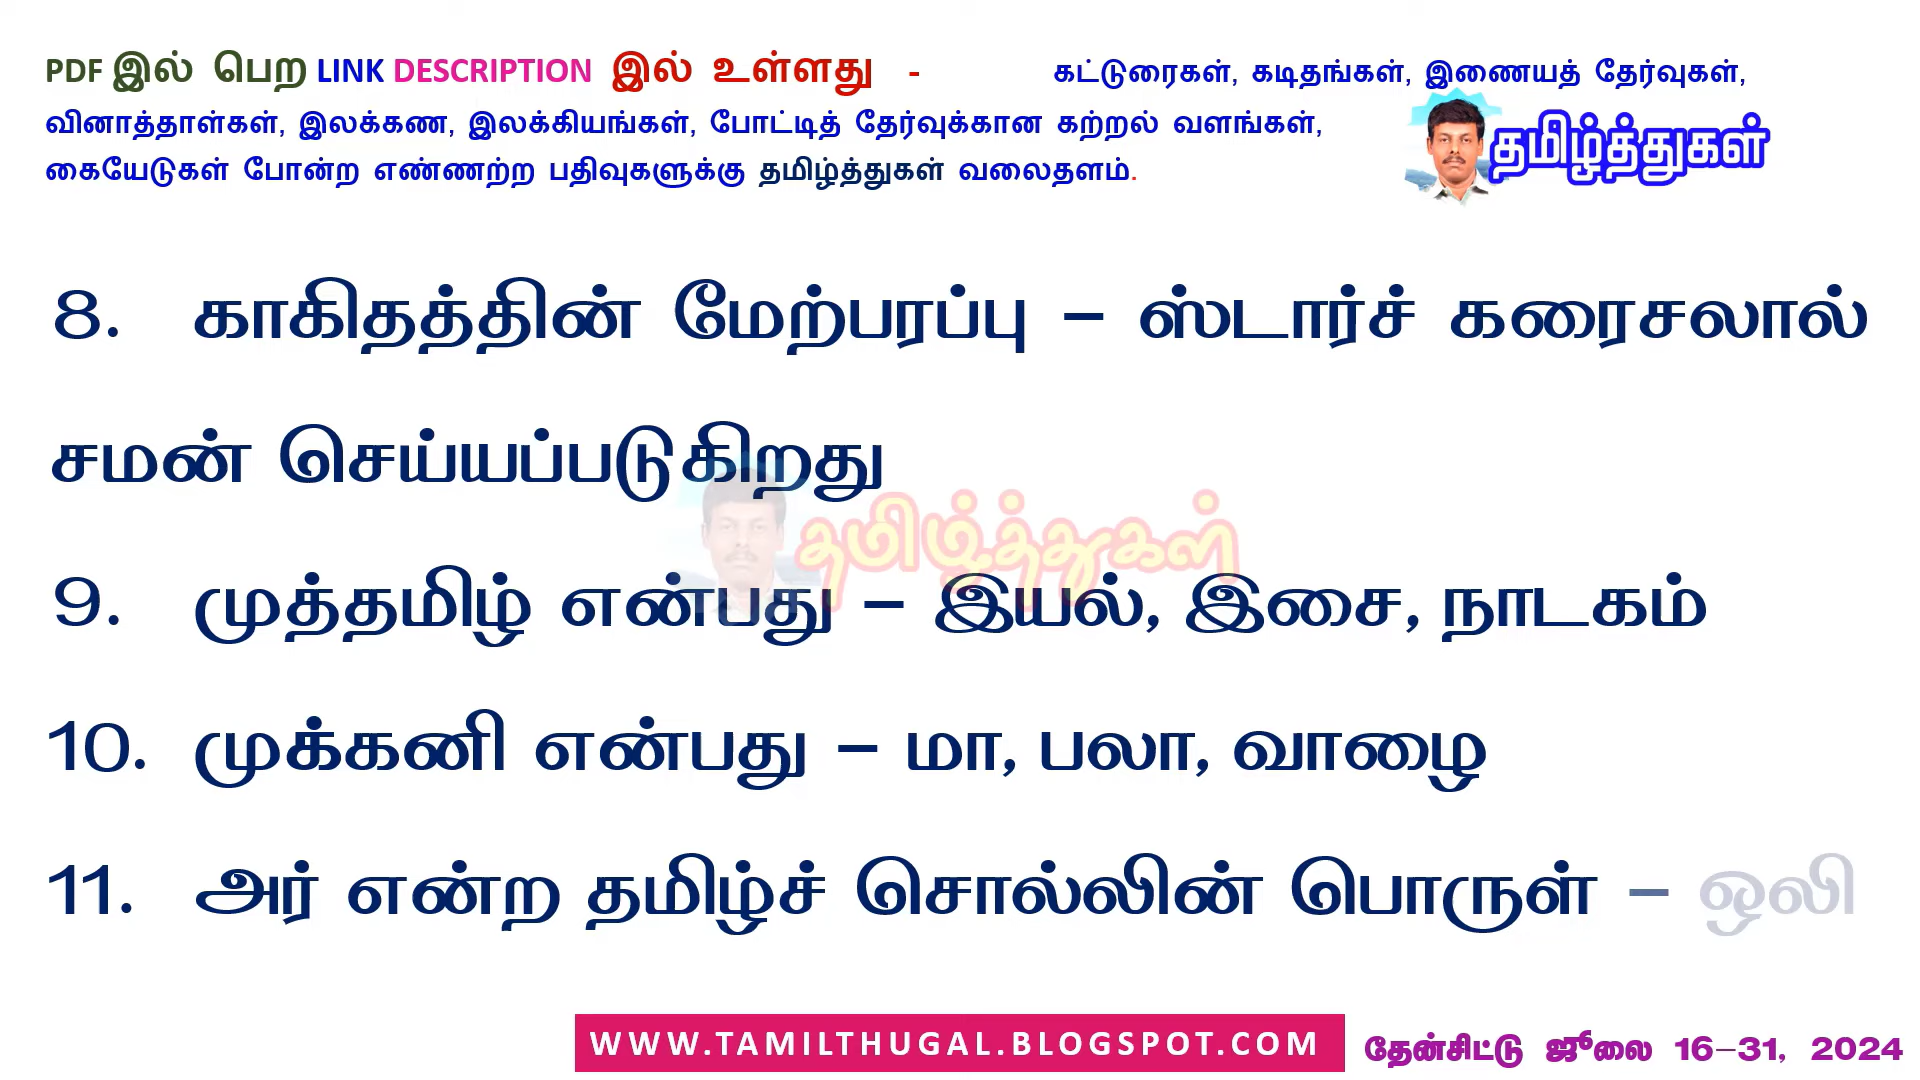 PDF இல் பெற LINK DESCRIPTION இல் உள்ளது - கட்டுரைகள், கடிதங்கள், இணையத் தேர்வுகள்,
வினாத்தாள்கள், இலக்கண, இலக்கியங்கள், போட்டித் தேர்வுக்கான கற்றல் வளங்கள்,
கையேடுகள் போன்ற எண்ணற்ற பதிவுகளுக்கு தமிழ்த்துகள் வலைதளம்.
தமிழ்த்துகள்
8. காகிதத்தின் மேற்பரப்பு – ஸ்டார்ச் கரைசலால்
சமன் செய்யப்படுகிறது
தமிழ்த்துகள்
9. முத்தமிழ் என்பது – இயல், இசை, நாடகம்
10. முக்கனி என்பது – மா, பலா, வாழை
11. அர் என்ற தமிழ்ச் சொல்லின் பொருள் – ஒலி
WWW.TAMILTHUGAL.BLOGSPOT.COM
தேன்சிட்டு ஜூலை 16–31, 2024